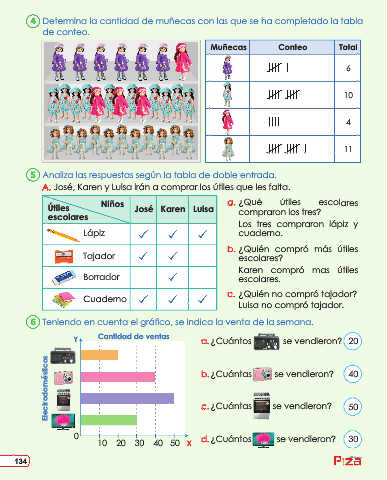 4 Determina la cantidad de muñecas con las que se ha completado la tabla
de conteo.
Muñecas Conteo Total
6
10
4
11
5 Analiza las respuestas según la tabla de doble entrada.
A. José, Karen y Luisa irán a comprar los útiles que les falta.
Niños
Útiles escolares
José Karen Luisa
Lápiz ✓ ✓ ✓
Tajador ✓ ✓
Borrador ✓
Cuaderno ✓ ✓ ✓
a. ¿Qué útiles escolares
compraron los tres?
Los tres compraron lápiz y
cuaderno.
b. ¿Quién compró más útiles
escolares?
Karen compró mas útiles
escolares.
c. ¿Quién no compró tajador?
Luisa no compró tajador.
6 Teniendo en cuenta el gráfico, se indica la venta de la semana.
Cantidad de ventas
Y
Electrodomésticos
0
10 20 30 40 50 X
a. ¿Cuántos se vendieron? 20
b. ¿Cuántas se vendieron? 40
c. ¿Cuántas se vendieron? 50
d. ¿Cuántos se vendieron? 30
134